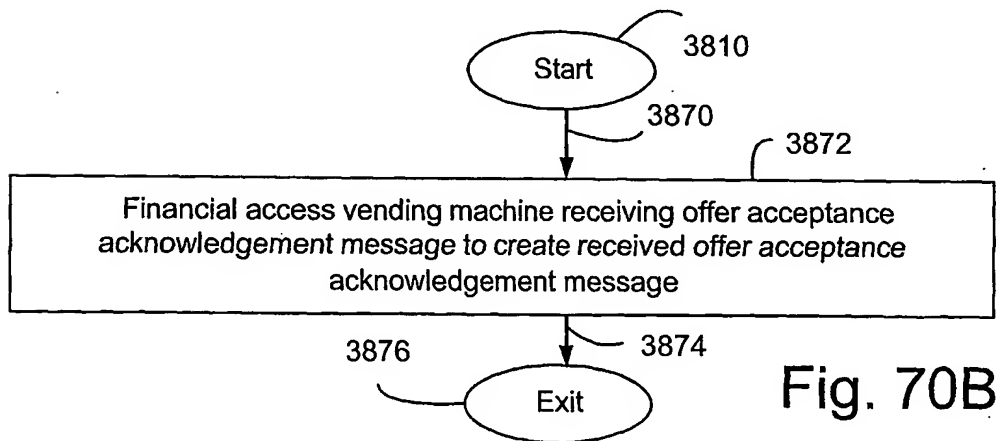 3810
Start
3870
3872
Financial access vending machine receiving offer acceptance
acknowledgement message to create received offer acceptance
acknowledgement message
3876
3874
Exit
Fig. 70B